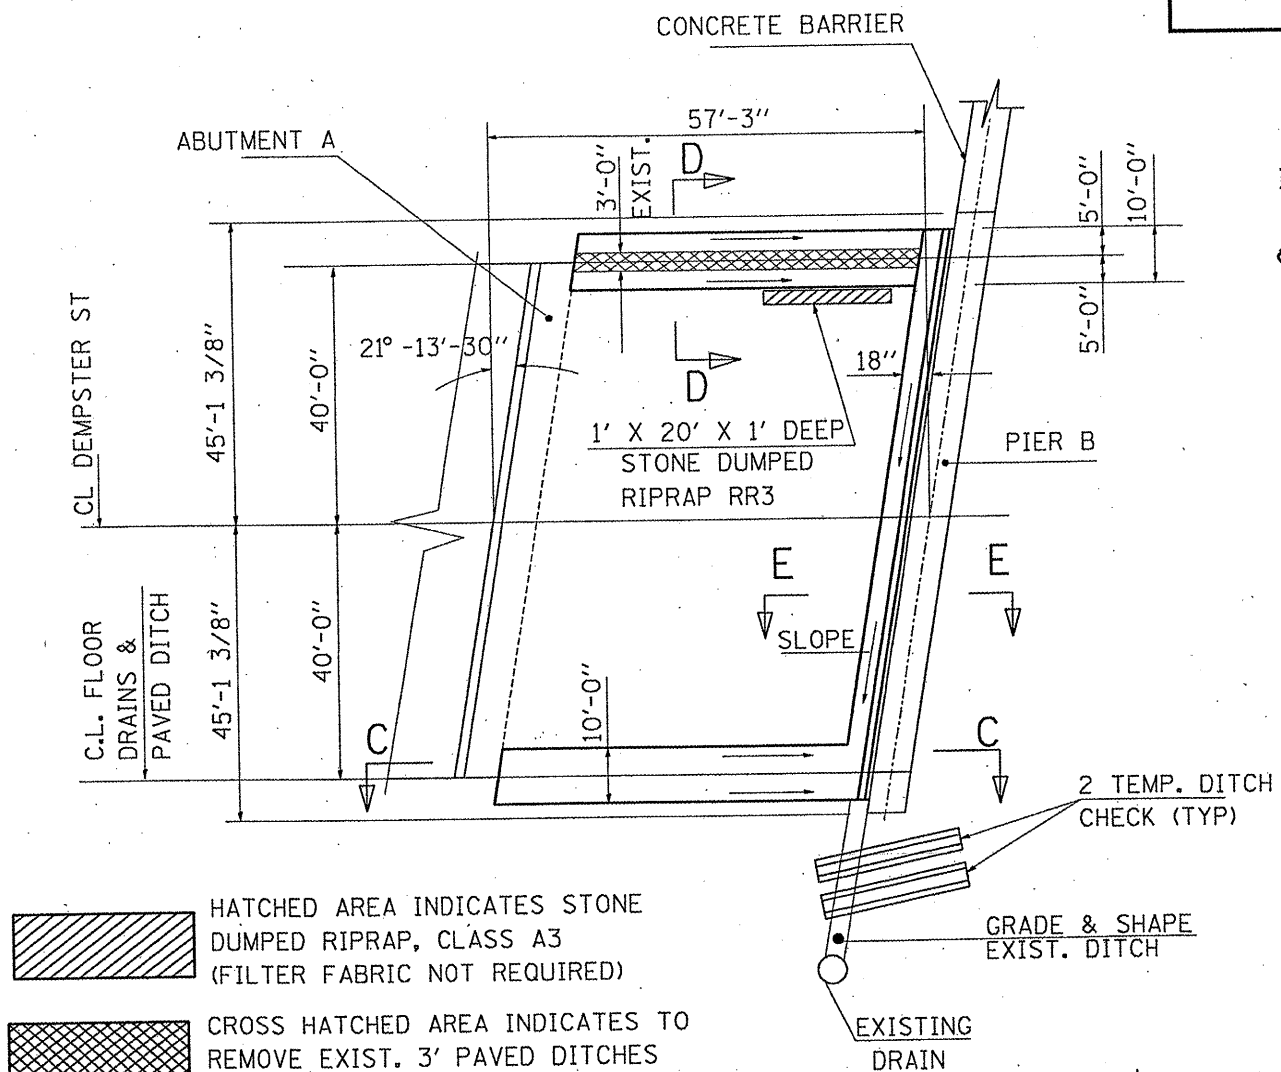 CONCRETE BARRIER
57'-3"
ABUTMENT A
3'-0"
EXIST.
D
5'-0"
10'-0"
5'-0"
CL DEMPSTER ST
45'-1 3/8"
40'-0"
21° -13'-30"
D
18"
1' X 20' X 1' DEEP
STONE DUMPED
RIPRAP RR3
PIER B
E
E
SLOPE
C.L. FLOOR
DRAINS &
PAVED DITCH
45'-1 3/8"
40'-0"
10'-0"
C
C
2 TEMP. DITCH
CHECK (TYP)
HATCHED AREA INDICATES STONE
DUMPED RIPRAP, CLASS A3
(FILTER FABRIC NOT REQUIRED)
GRADE & SHAPE
EXIST. DITCH
CROSS HATCHED AREA INDICATES TO
REMOVE EXIST. 3' PAVED DITCHES
EXISTING
DRAIN